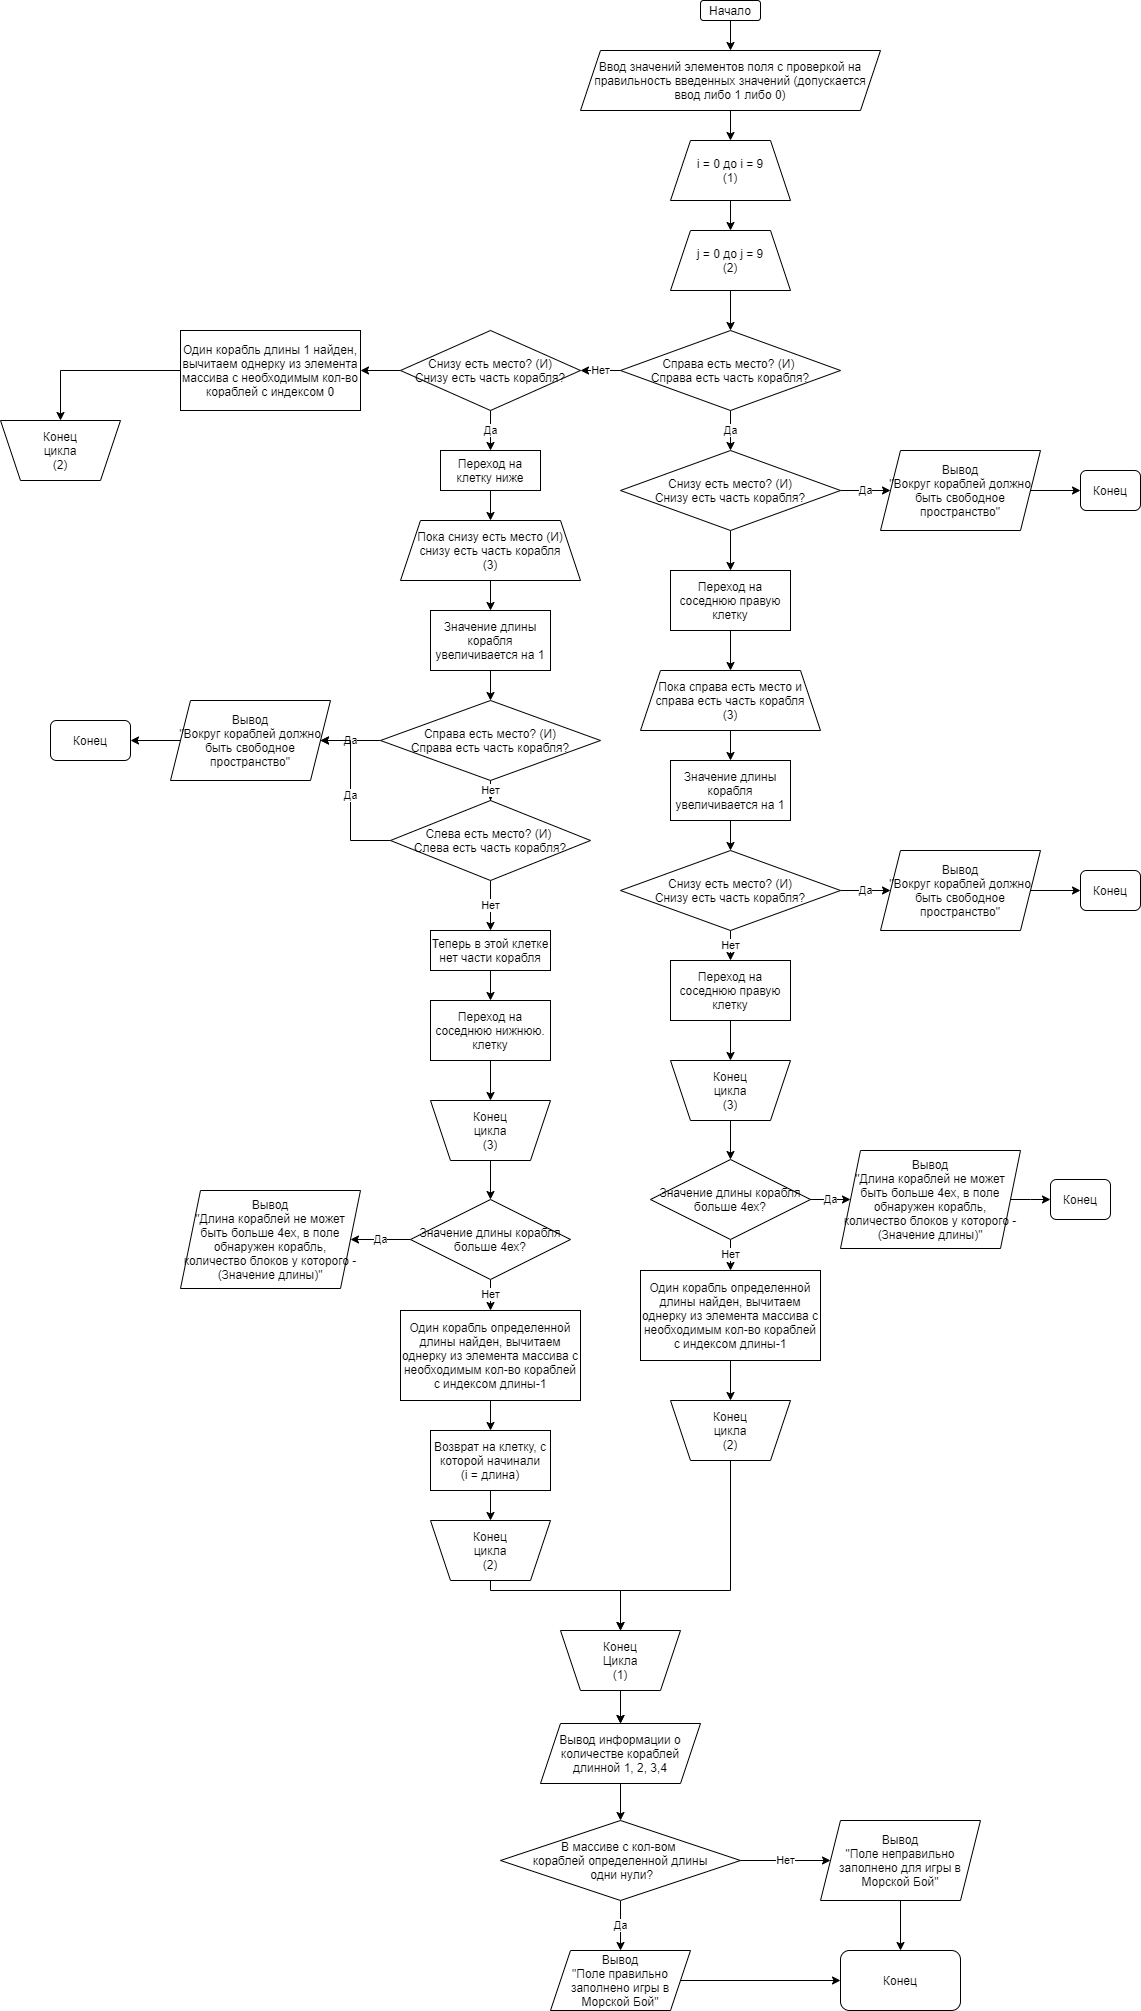 Начало
Ввод значений элементов поля с проверкой на
правильность введенных значений (допускается
ввод либо 1 либо 0)
i = 0 до i = 9
(1)
j = 0 до j = 9
(2)
Справа есть место? (И)
Справа есть часть корабля?
Нет
Снизу есть место? (И)
Снизу есть часть корабля?
Один корабль длины 1 найден,
вычитаем однерку из элемента
массива с необходимым кол-во
кораблей с индексом 0
Конец
цикла
(2)
Да
Переход на
клетку ниже
Пока снизу есть место (И)
снизу есть часть корабля
(3)
Значение длины
корабля
увеличивается на 1
Справа есть место? (И)
Справа есть часть корабля?
Да
Вывод
"Вокруг кораблей должно
быть свободное
пространство"
Конец
Нет
Слева есть место? (И)
Слева есть часть корабля?
Да
Нет
Теперь в этой клетке
нет части корабля
Переход на
соседнюю нижнюю.
клетку
Конец
цикла
(3)
Значение длины корабля
больше 4ех?
Да
Вывод
"Длина кораблей не может
быть больше 4ех, в поле
обнаружен корабль,
количество блоков у которого -
(Значение длины)"
Нет
Один корабль определенной
длины найден, вычитаем
однерку из элемента массива с
необходимым кол-во кораблей
с индексом длины-1
Возврат на клетку, с
которой начинали
(i = длина)
Конец
цикла
(2)
Да
Снизу есть место? (И)
Снизу есть часть корабля?
Да
Вывод
"Вокруг кораблей должно
быть свободное
пространство"
Конец
Переход на
соседнюю правую
клетку
Пока справа есть место и
справа есть часть корабля
(3)
Значение длины
корабля
увеличивается на 1
Снизу есть место? (И)
Снизу есть часть корабля?
Да
Вывод
"Вокруг кораблей должно
быть свободное
пространство"
Конец
Нет
Переход на
соседнюю правую
клетку
Конец
цикла
(3)
Значение длины корабля
больше 4ех?
Да
Вывод
"Длина кораблей не может
быть больше 4ех, в поле
обнаружен корабль,
количество блоков у которого -
(Значение длины)"
Конец
Нет
Один корабль определенной
длины найден, вычитаем
однерку из элемента массива с
необходимым кол-во кораблей
с индексом длины-1
Конец
цикла
(2)
Конец
Цикла
(1)
Вывод информации о
количестве кораблей
длинной 1, 2, 3,4
В массиве с кол-вом
кораблей определенной длины
одни нули?
Нет
Вывод
"Поле неправильно
заполнено для игры в
Морской Бой"
Да
Вывод
"Поле правильно
заполнено игры в
Морской Бой"
Конец